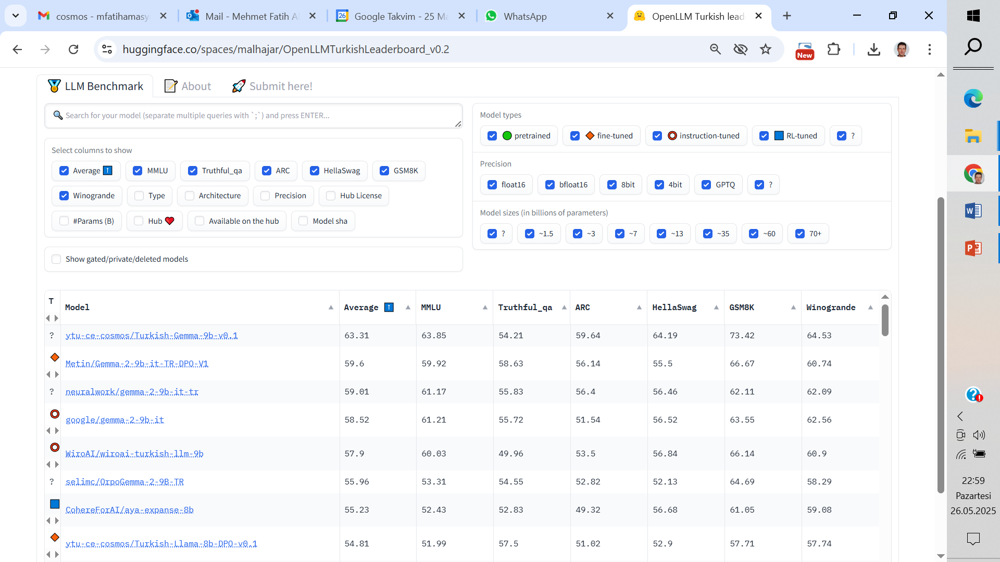 cosmos - mfatihamasy
Mail - Mehmet Fatih A
Google Takvim - 25 Ma
WhatsApp
OpenLLM Turkish lead
huggingface.co/spaces/malhajar/OpenLLMTurkishLeaderboard_v0.2
New
LLM Benchmark
About
Submit here!
Search for your model (separate multiple queries with `;`) and press ENTER...
Select columns to show
Average MMLU Truthful_qa ARC HellaSwag GSM8K
Winogrande Type Architecture Precision Hub License
#Params (B) Hub Available on the hub Model sha
Show gated/private/deleted models
Model types
pretrained fine-tuned instruction-tuned RL-tuned ?
Precision
float16 bfloat16 8bit 4bit GPTQ ?
Model sizes (in billions of parameters)
? ~1.5 ~3 ~7 ~13 ~35 ~60 70+
T Model Average MMLU Truthful_qa ARC HellaSwag GSM8K Winogrande
? ytu-ce-cosmos/Turkish-Gemma-9b-v0.1 63.31 63.85 54.21 59.64 64.19 73.42 64.53
Metin/Gemma-2-9b-it-TR-DPO-V1 59.6 59.92 58.63 56.14 55.5 66.67 60.74
? neuralwork/gemma-2-9b-it-tr 59.01 61.17 55.83 56.4 56.46 62.11 62.09
google/gemma-2-9b-it 58.52 61.21 55.72 51.54 56.52 63.55 62.56
WiroAI/wiroai-turkish-llm-9b 57.9 60.03 49.96 53.5 56.84 66.14 60.9
? selimc/OrpoGemma-2-9B-TR 55.96 53.31 54.55 52.82 52.13 64.69 58.29
CohereForAI/aya-expanse-8b 55.23 52.43 52.83 49.32 56.68 61.05 59.08
ytu-ce-cosmos/Turkish-Llama-8b-DPO-v0.1 54.81 51.99 57.5 51.02 52.9 57.71 57.74
22:59
Pazartesi
26.05.2025